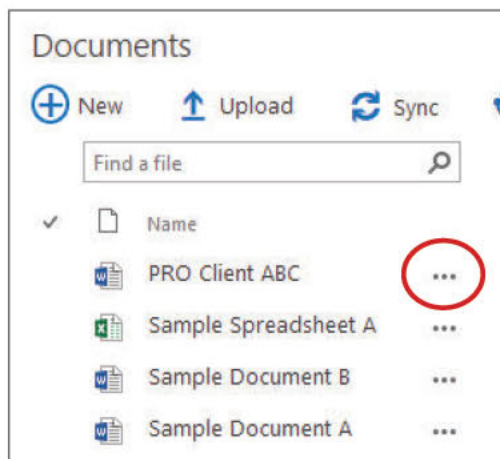 Documents
New Upload Sync
Find a file
Name
PRO Client ABC ...
Sample Spreadsheet A ...
Sample Document B ...
Sample Document A ...